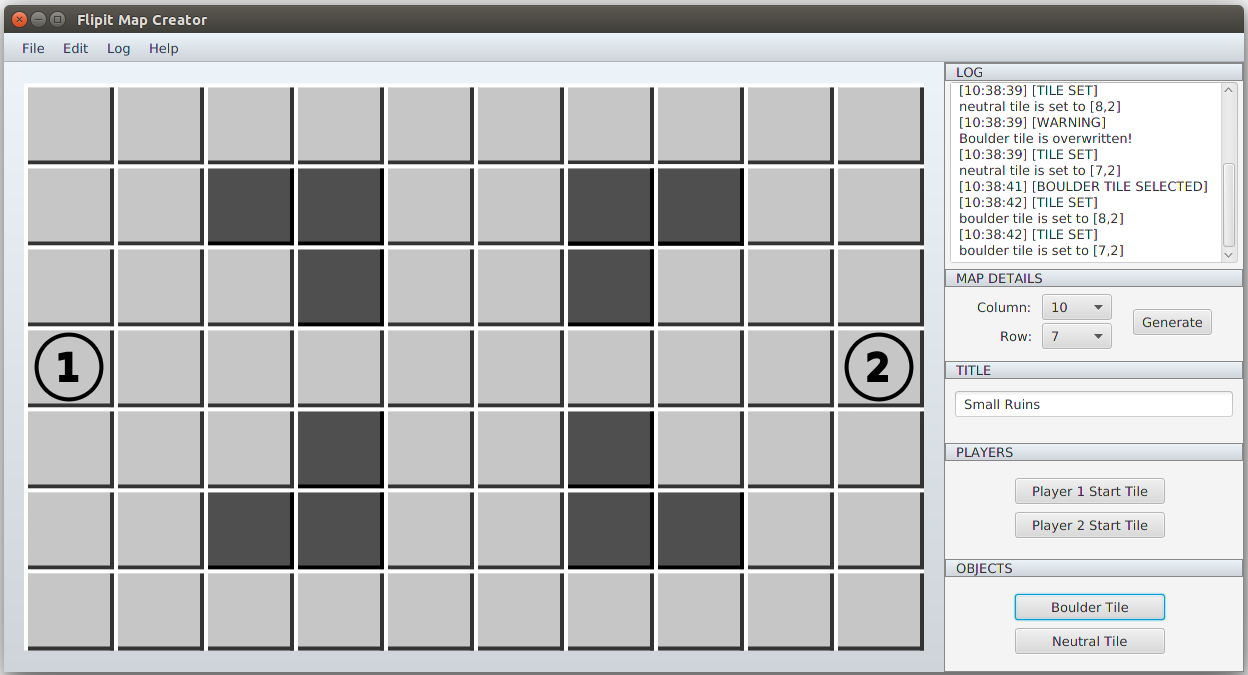 Flipit Map Creator
File Edit Log Help
LOG
[10:38:39] [TILE SET]
neutral tile is set to [8,2]
[10:38:39] [WARNING]
Boulder tile is overwritten!
[10:38:39] [TILE SET]
neutral tile is set to [7,2]
[10:38:41] [BOULDER TILE SELECTED]
[10:38:42] [TILE SET]
boulder tile is set to [8,2]
[10:38:42] [TILE SET]
boulder tile is set to [7,2]
MAP DETAILS
Column: 10
Generate
Row: 7
1
2
TITLE
Small Ruins
PLAYERS
Player 1 Start Tile
Player 2 Start Tile
OBJECTS
Boulder Tile
Neutral Tile